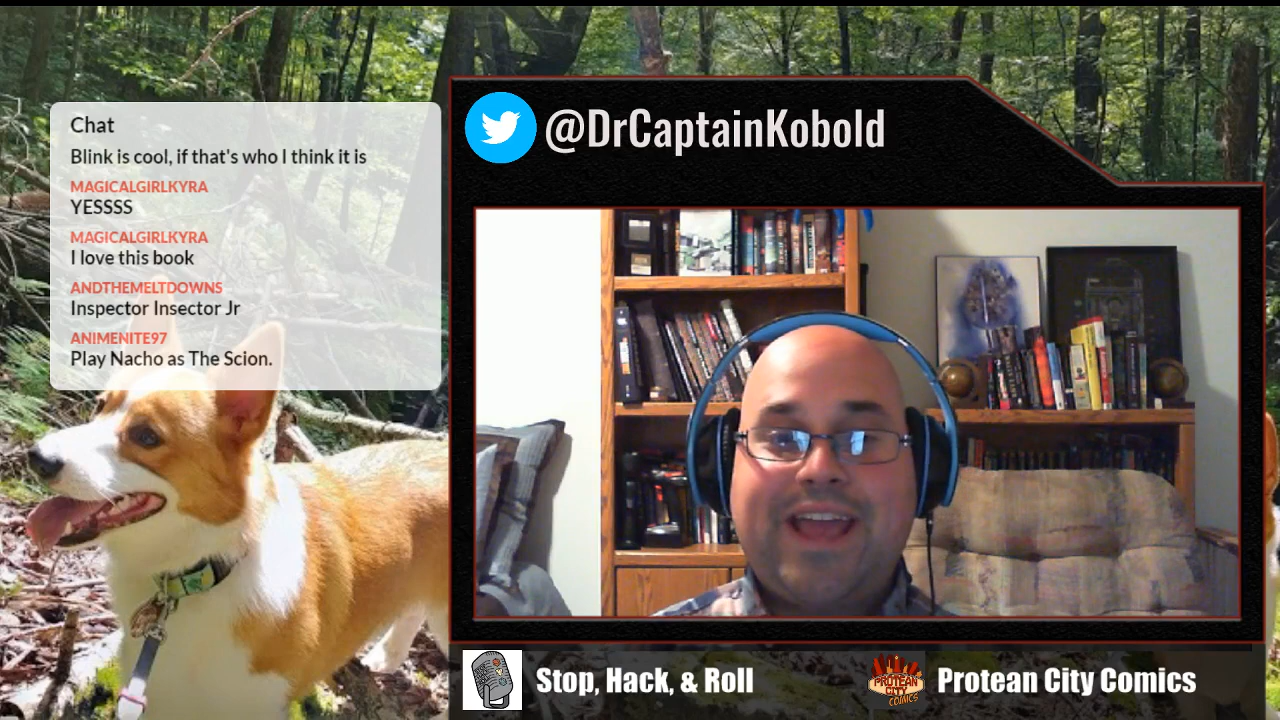 @DrCaptainKobold
Chat
Blink is cool, if that's who I think it is
MAGICALGIRLKYRA
YESSSS
MAGICALGIRLKYRA
I love this book
ANDTHEMELTDOWNS
Inspector Insector Jr
ANIMENITE97
Play Nacho as The Scion.
Stop, Hack, & Roll
PROTEAN
CITY
COMICS
Protean City Comics